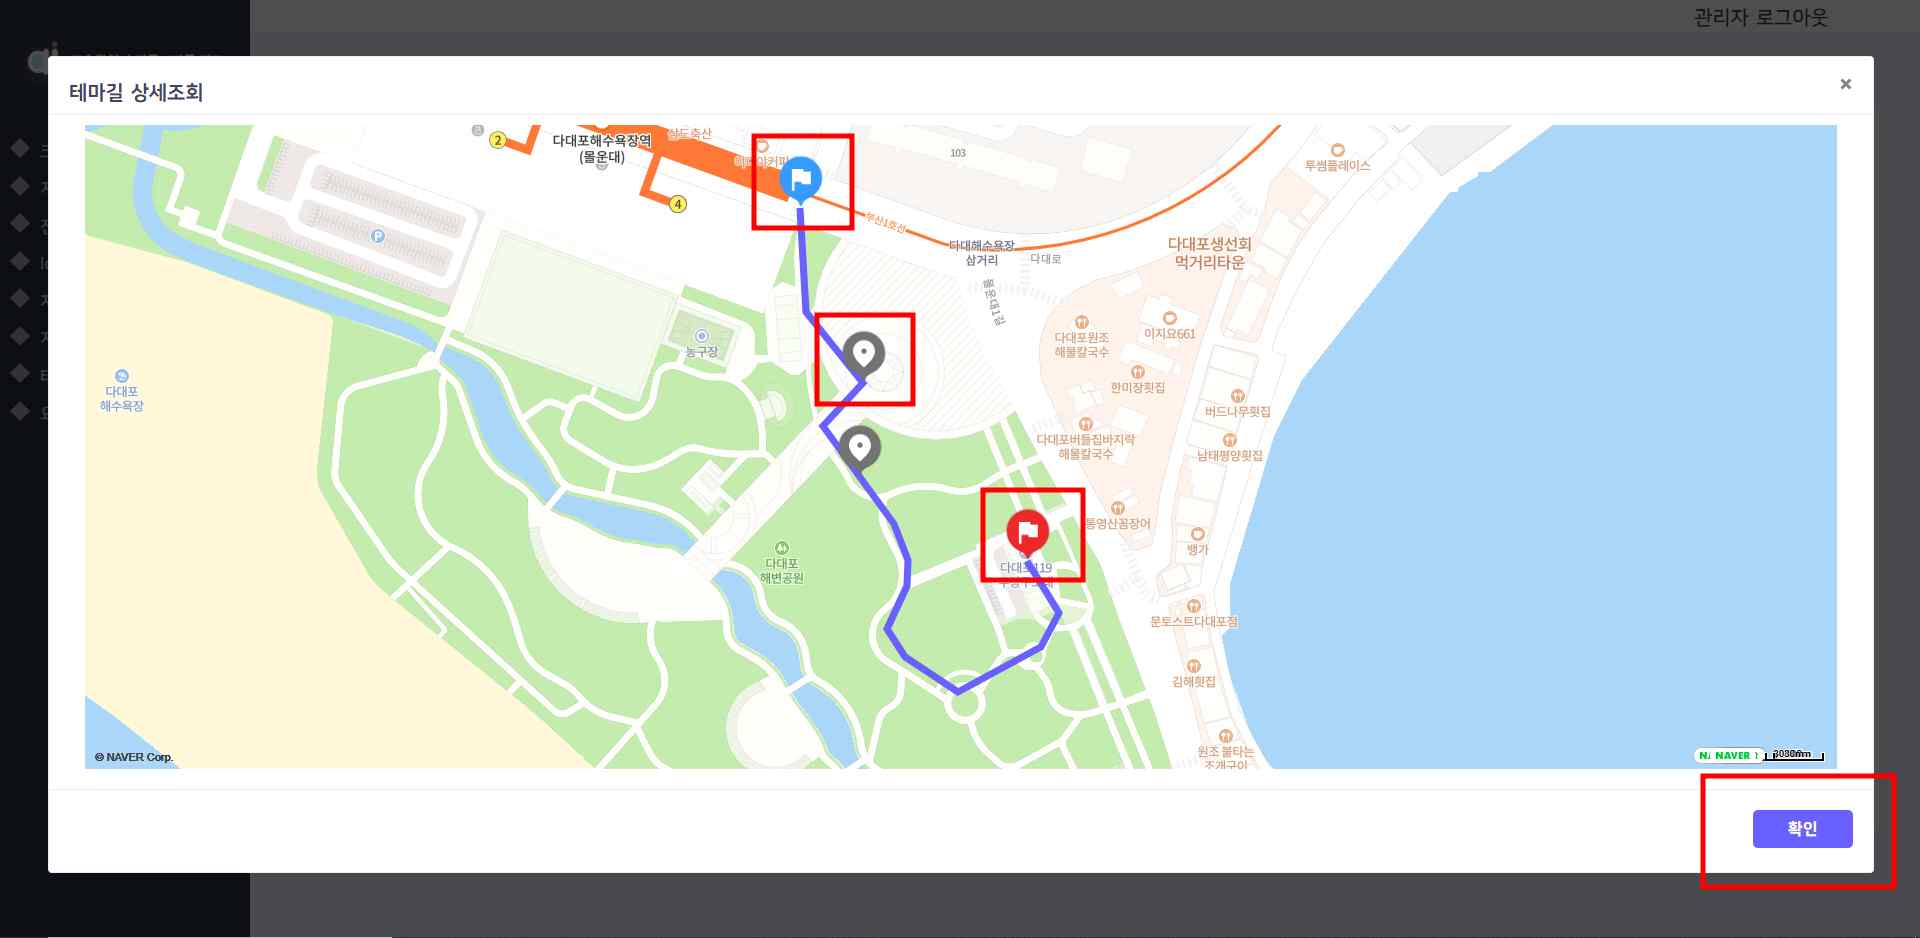 관리자 로그아웃
테마길 상세조회
×
상도축산
2
다대포해수욕장역
(몰운대)
103
투썸플레이스
4
부산1호선
P
다대해수욕장
삼거리
다대로
다대포생선회
먹거리타운
몰운대1길
이지요661
다대포원조
해물칼국수
농구장
한미장횟집
다대포
해수욕장
버드나무횟집
다대포버들집바지락
해물칼국수
남태평양횟집
통영산꼼장어
뱅가
다대포
해변공원
다대포119
문토스트다대포점
김해횟집
원조 불타는
조개구이
© NAVER Corp.
NAVER
확인